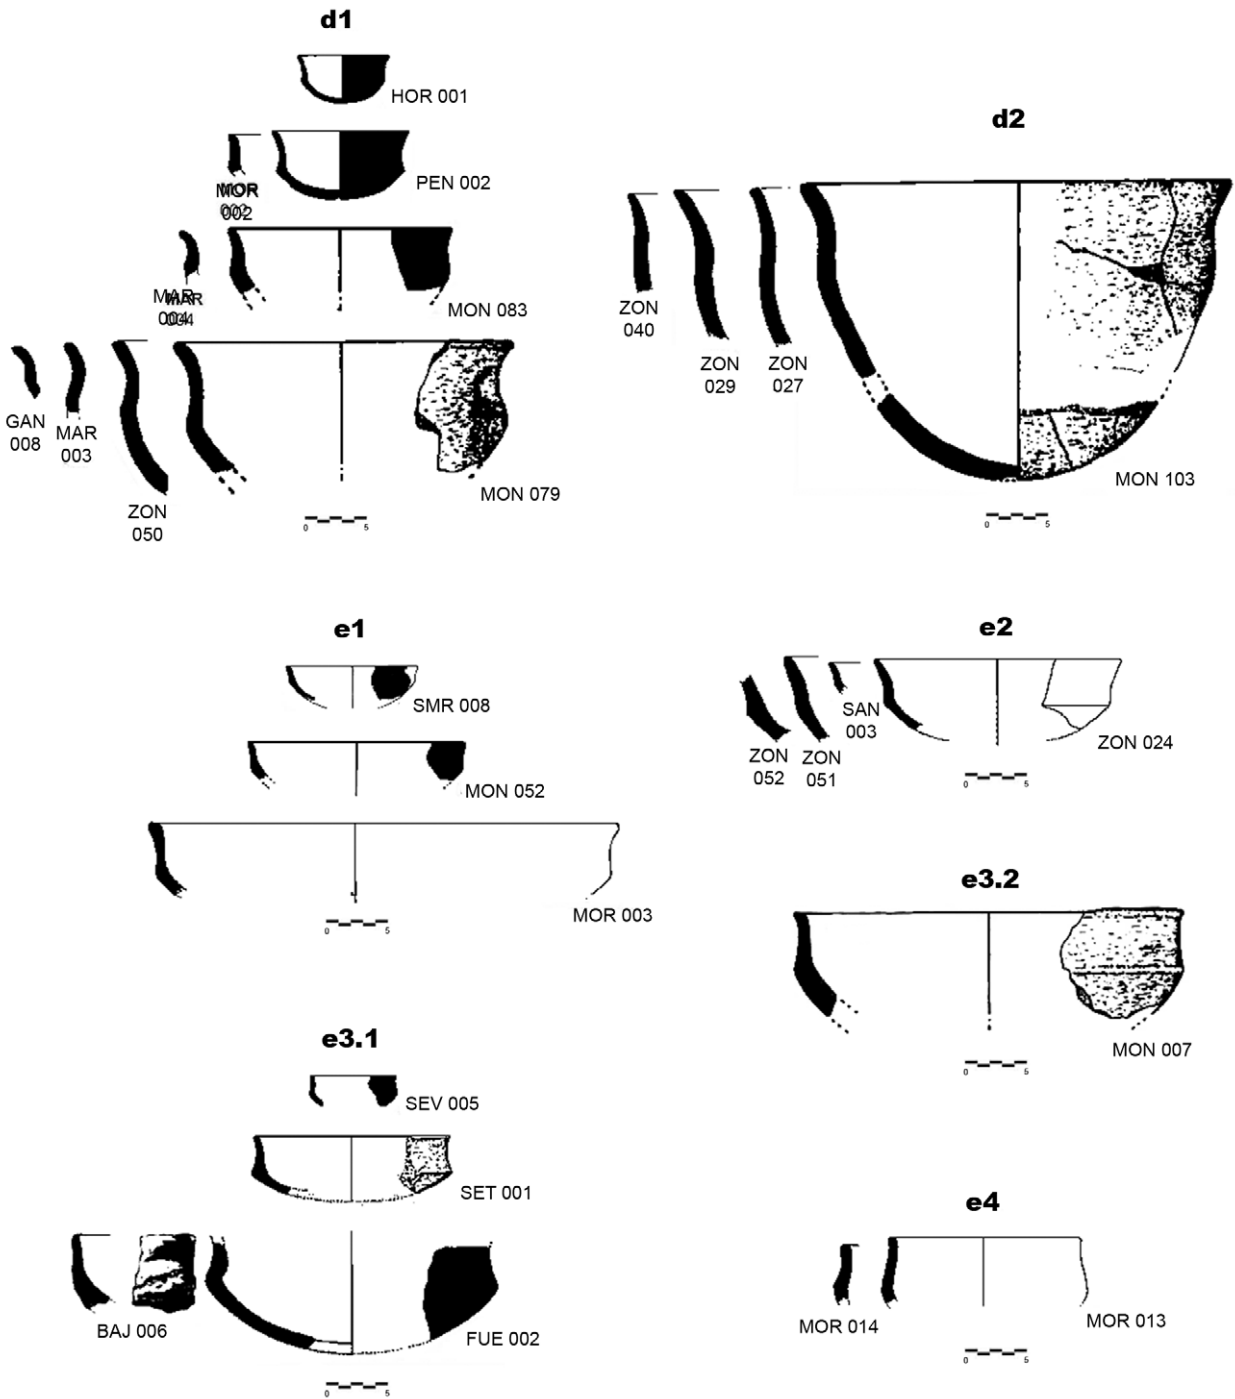 d1
HOR 001
PEN 002
MOR
002
MAR
004
MON 083
GAN
008
MAR
003
ZON
050
MON 079
0 5
d2
ZON
040
ZON
029
ZON
027
MON 103
0 5
e1
SMR 008
MON 052
MOR 003
0 5
e2
ZON
052
ZON
051
SAN
003
ZON 024
0 5
e3.2
MON 007
0 5
e3.1
SEV 005
SET 001
BAJ 006
FUE 002
0 5
e4
MOR 014
MOR 013
0 5